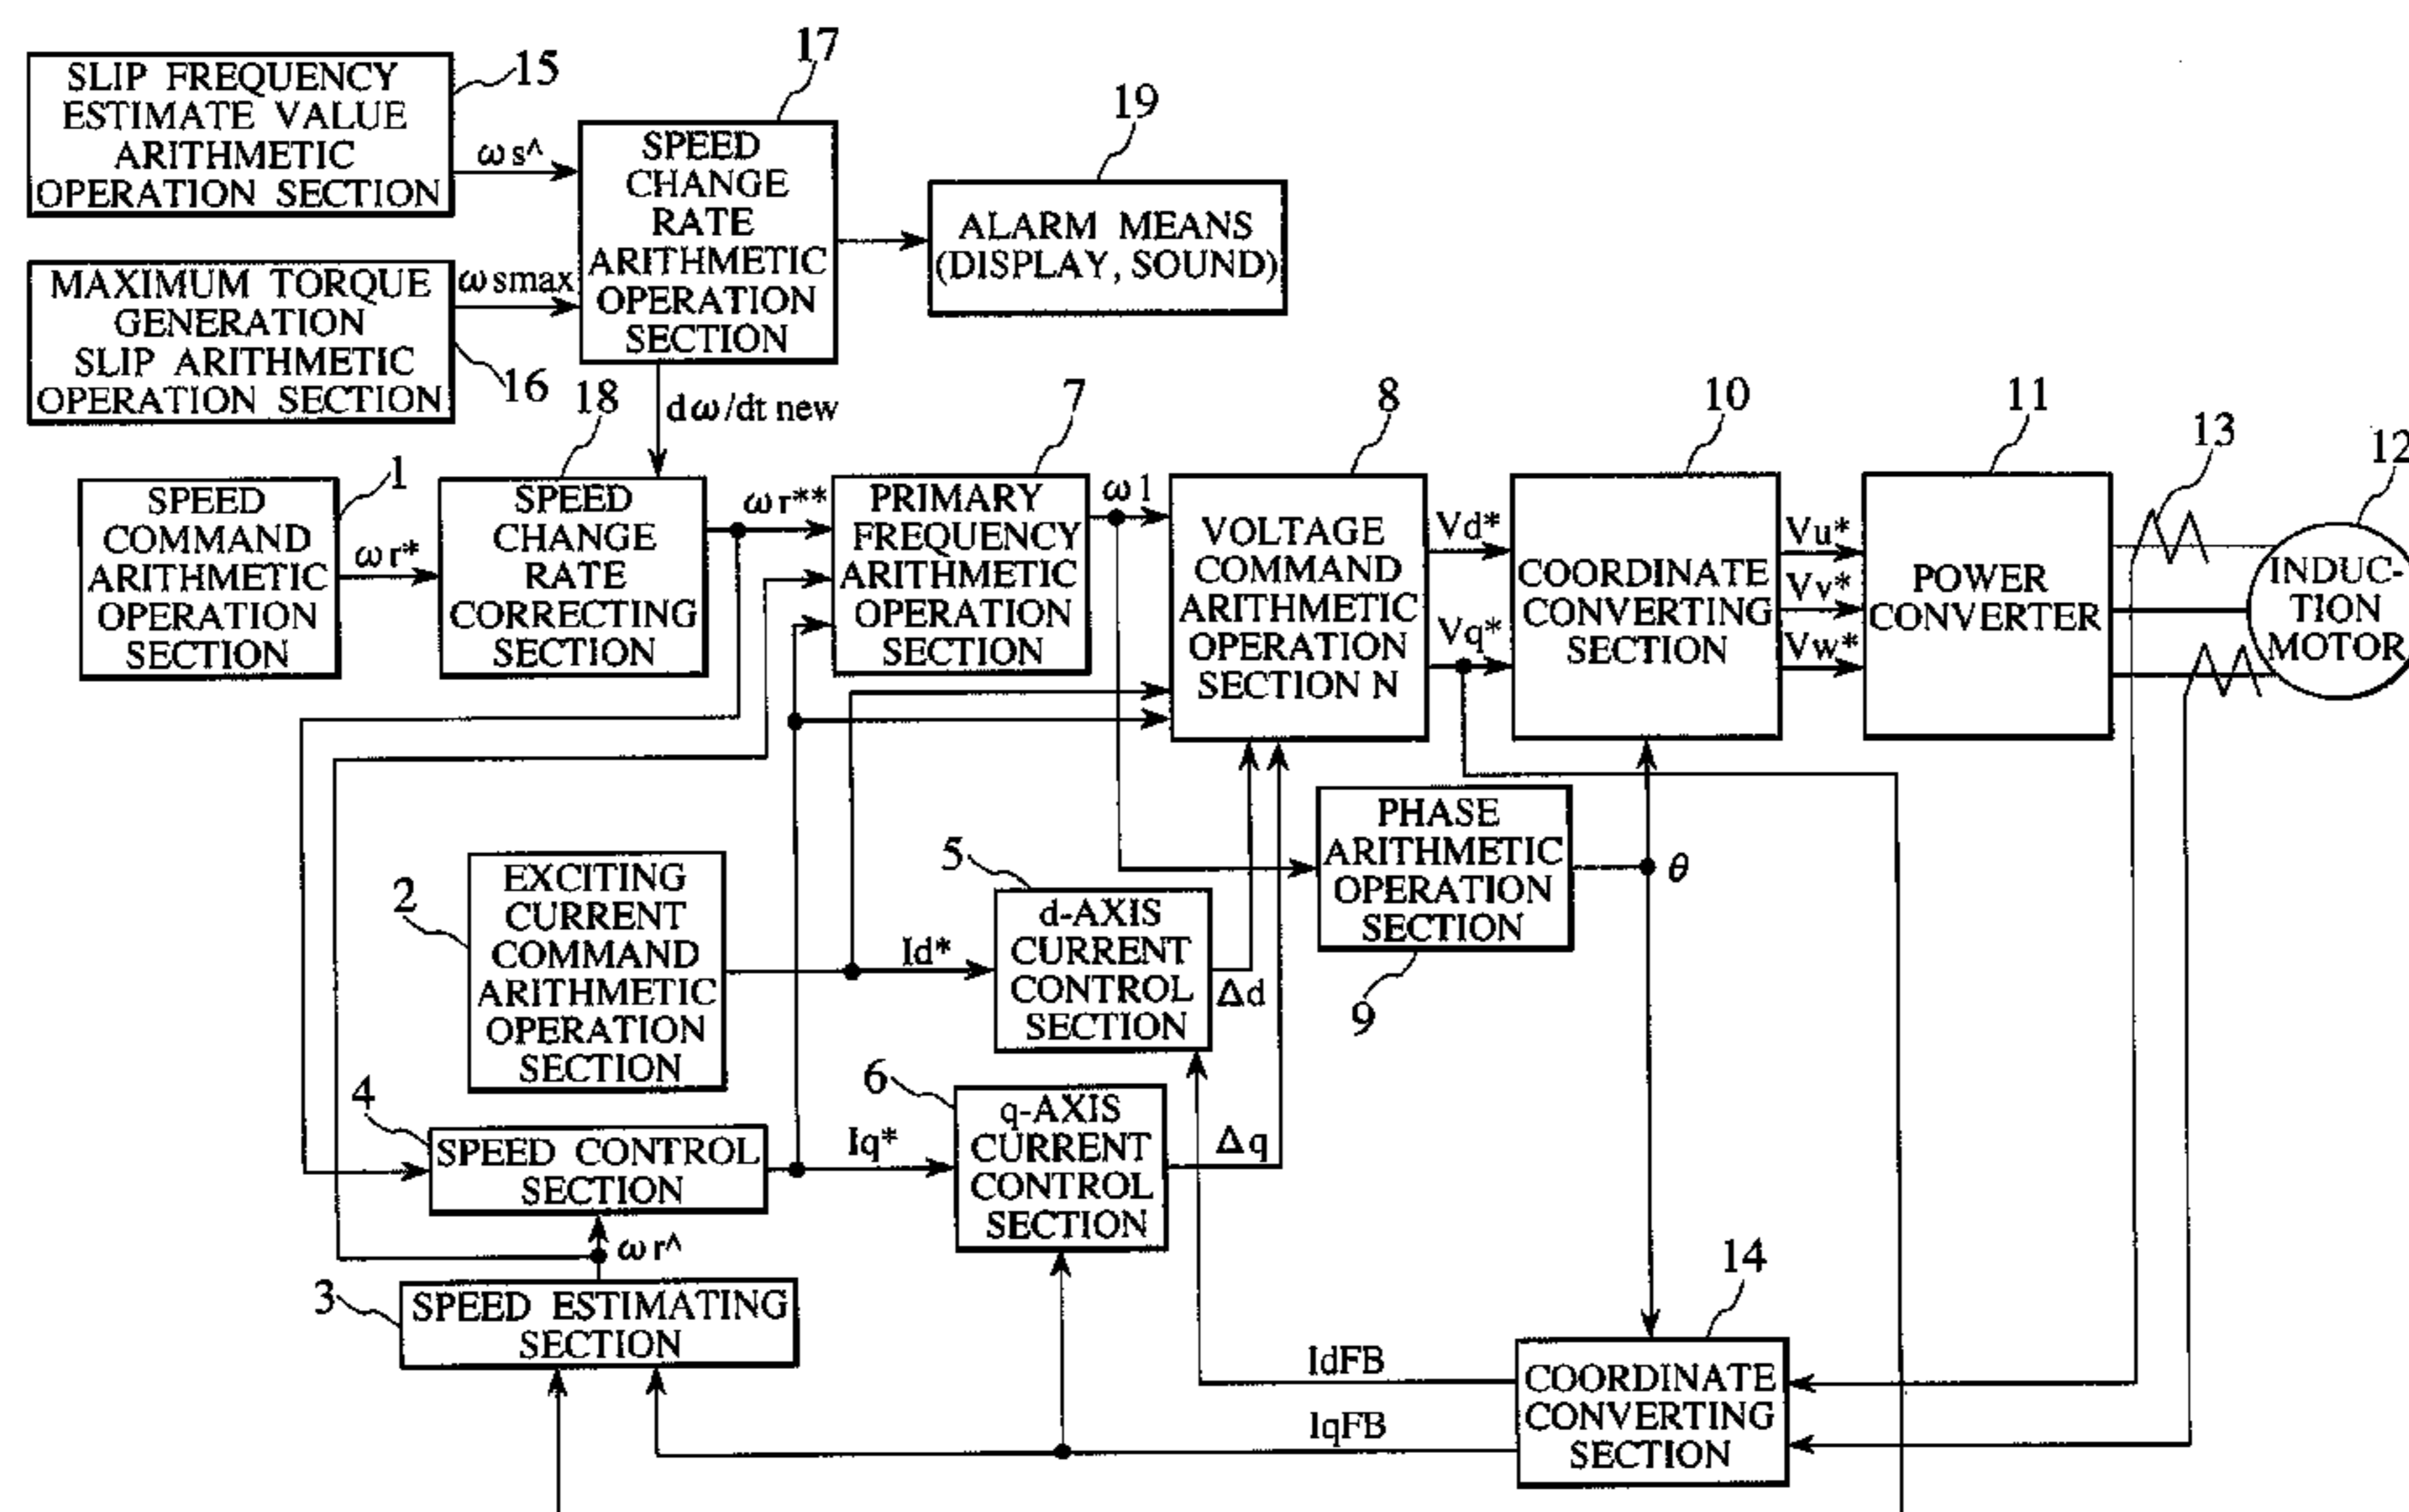 SLIP FREQUENCY
ESTIMATE VALUE
ARITHMETIC
OPERATION SECTION
15
ωs^
17
SPEED
CHANGE
RATE
ARITHMETIC
OPERATION
SECTION
19
ALARM MEANS
(DISPLAY, SOUND)
MAXIMUM TORQUE
GENERATION
SLIP ARITHMETIC
OPERATION SECTION
ωsmax
16
dω/dt new
1
SPEED
COMMAND
ARITHMETIC
OPERATION
SECTION
ωr*
18
SPEED
CHANGE
RATE
CORRECTING
SECTION
ωr**
7
PRIMARY
FREQUENCY
ARITHMETIC
OPERATION
SECTION
ω1
8
VOLTAGE
COMMAND
ARITHMETIC
OPERATION
SECTION N
Vd*
Vq*
10
COORDINATE
CONVERTING
SECTION
Vu*
Vv*
Vw*
11
POWER
CONVERTER
13
12
INDUC-
TION
MOTOR
2
EXCITING
CURRENT
COMMAND
ARITHMETIC
OPERATION
SECTION
Id*
5
d-AXIS
CURRENT
CONTROL
SECTION
Δd
PHASE
ARITHMETIC
OPERATION
SECTION
9
θ
4
SPEED CONTROL
SECTION
Iq*
6
q-AXIS
CURRENT
CONTROL
SECTION
Δq
ωr^
3
SPEED ESTIMATING
SECTION
IdFB
IqFB
14
COORDINATE
CONVERTING
SECTION